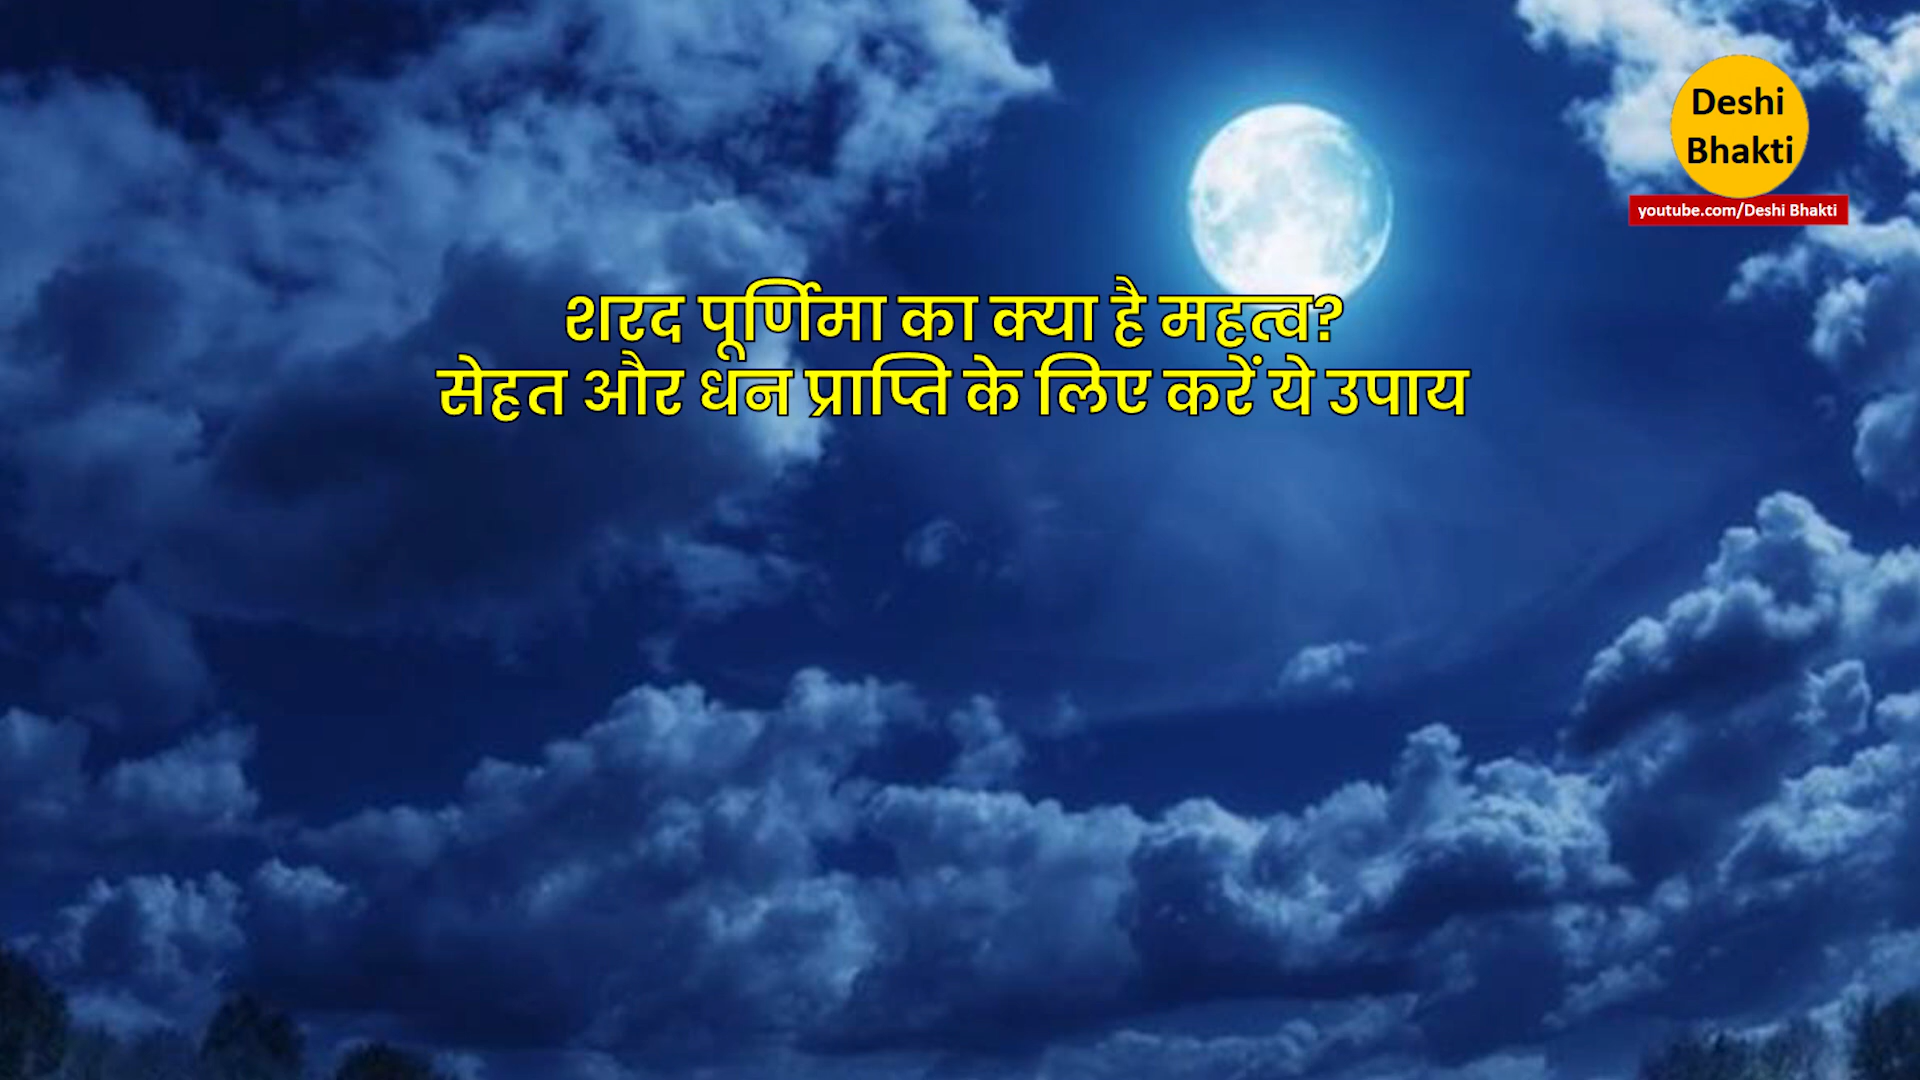 Deshi
Bhakti
youtube.com/Deshi Bhakti
शरद पूर्णिमा का क्या है महत्व?
सेहत और धन प्राप्ति के लिए करें ये उपाय